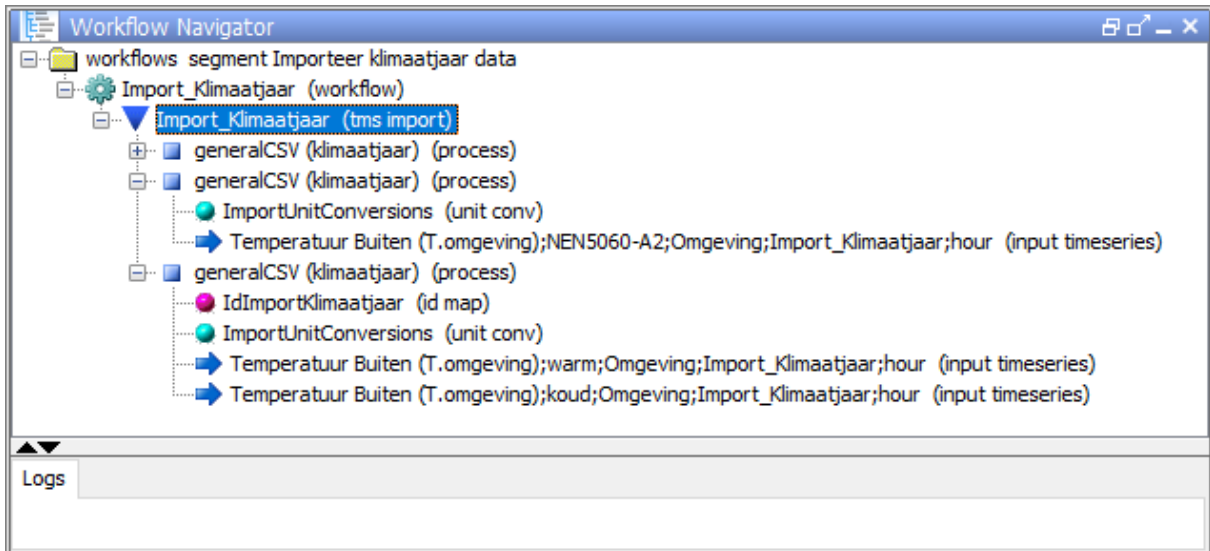 Workflow Navigator
workflows segment Importeer klimaatjaar data
Import_Klimaatjaar (workflow)
Import_Klimaatjaar (tms import)
generalCSV (klimaatjaar) (process)
generalCSV (klimaatjaar) (process)
ImportUnitConversions (unit conv)
Temperatuur Buiten (T.omgeving);NEN5060-A2;Omgeving;Import_Klimaatjaar;hour (input timeseries)
generalCSV (klimaatjaar) (process)
IdImportKlimaatjaar (id map)
ImportUnitConversions (unit conv)
Temperatuur Buiten (T.omgeving);warm;Omgeving;Import_Klimaatjaar;hour (input timeseries)
Temperatuur Buiten (T.omgeving);koud;Omgeving;Import_Klimaatjaar;hour (input timeseries)
Logs